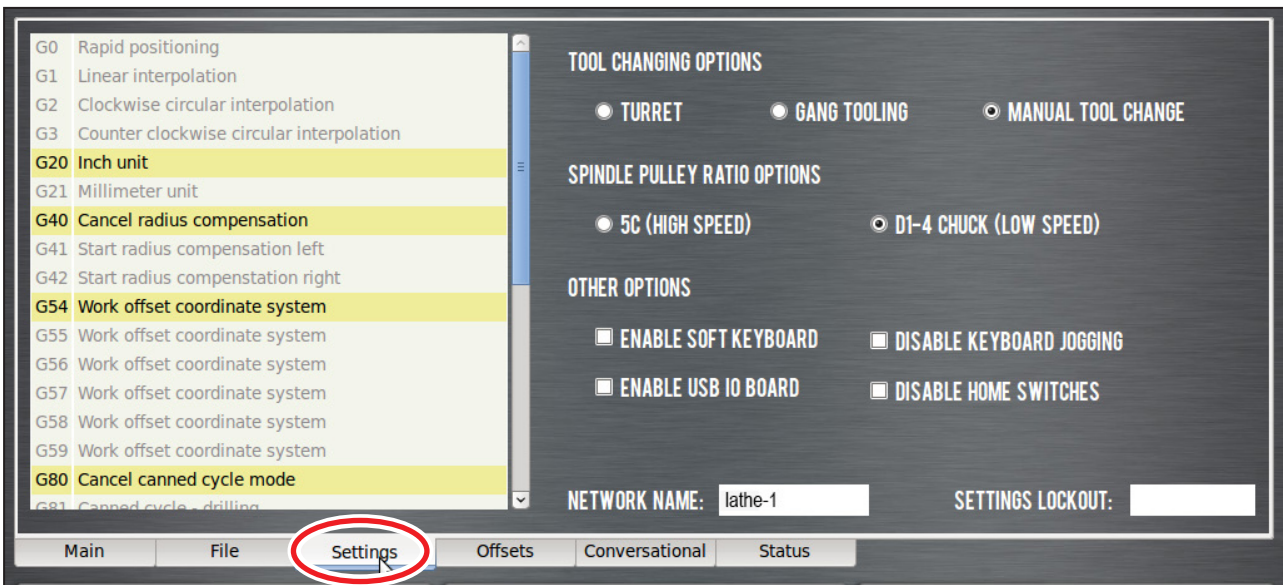 G0 Rapid positioning
G1 Linear interpolation
G2 Clockwise circular interpolation
G3 Counter clockwise circular interpolation
G20 Inch unit
G21 Millimeter unit
G40 Cancel radius compensation
G41 Start radius compensation left
G42 Start radius compenstation right
G54 Work offset coordinate system
G55 Work offset coordinate system
G56 Work offset coordinate system
G57 Work offset coordinate system
G58 Work offset coordinate system
G59 Work offset coordinate system
G80 Cancel canned cycle mode
G81 Canned cycle - drilling
TOOL CHANGING OPTIONS
TURRET GANG TOOLING MANUAL TOOL CHANGE
SPINDLE PULLEY RATIO OPTIONS
5C (HIGH SPEED) D1-4 CHUCK (LOW SPEED)
OTHER OPTIONS
ENABLE SOFT KEYBOARD DISABLE KEYBOARD JOGGING
ENABLE USB IO BOARD DISABLE HOME SWITCHES
NETWORK NAME: lathe-1 SETTINGS LOCKOUT:
Main File Settings Offsets Conversational Status